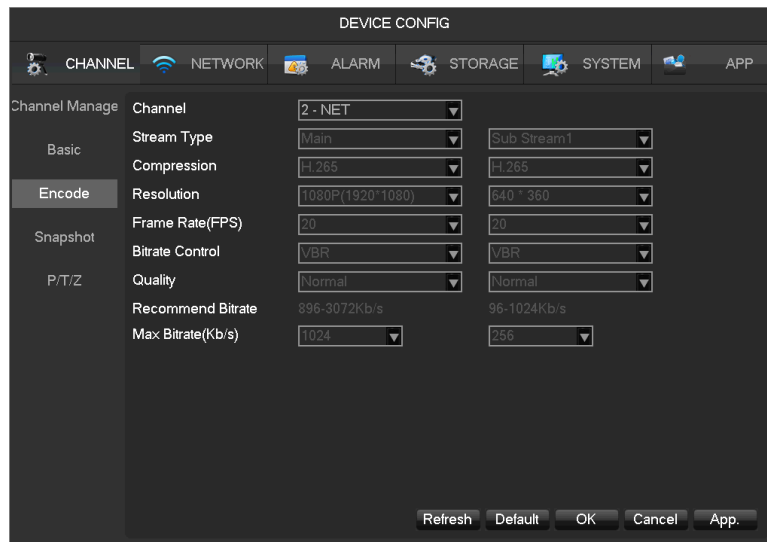 DEVICE CONFIG
CHANNEL NETWORK ALARM STORAGE SYSTEM APP
Channel Manage
Basic
Encode
Snapshot
P/T/Z
Channel 2 - NET
Stream Type Main Sub Stream1
Compression H.265 H.265
Resolution 1080P(1920*1080) 640 * 360
Frame Rate(FPS) 20 20
Bitrate Control VBR VBR
Quality Normal Normal
Recommend Bitrate 896-3072Kb/s 96-1024Kb/s
Max Bitrate(Kb/s) 1024 256
Refresh Default OK Cancel App.